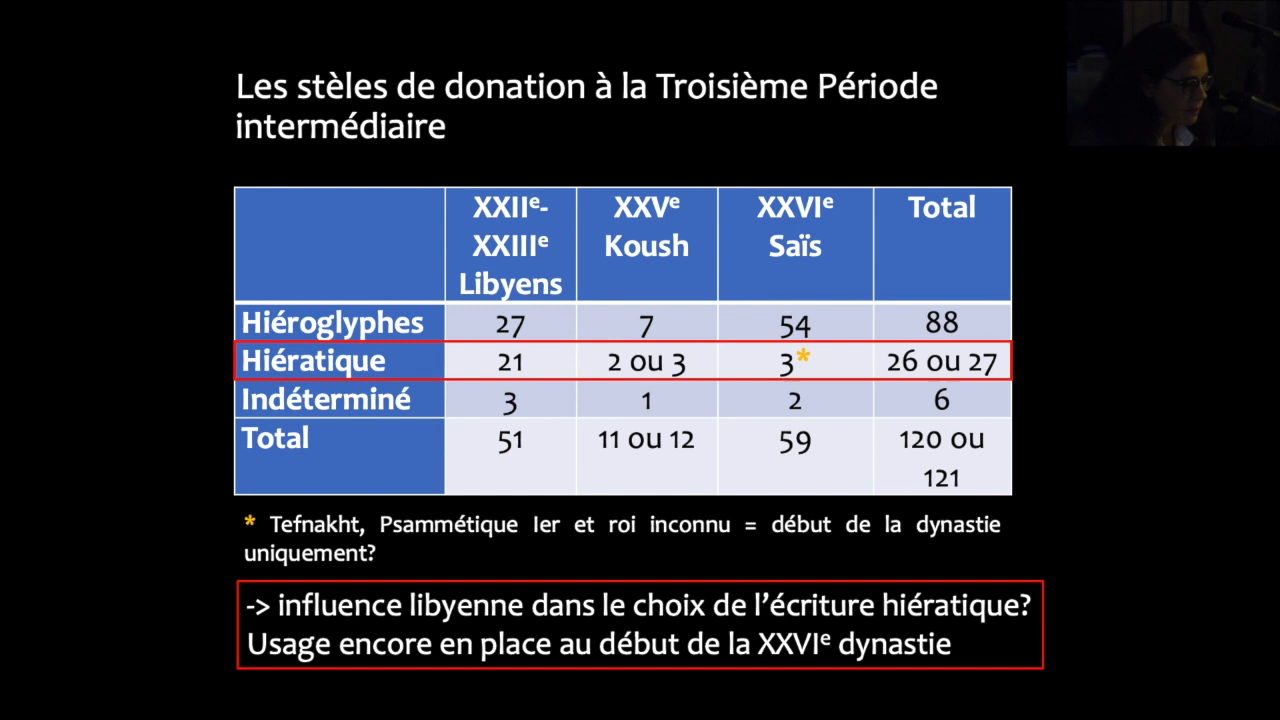 Les stèles de donation à la Troisième Période
intermédiaire
XXIIᵉ-
XXIIIᵉ
Libyens
XXVᵉ
Koush
XXVIᵉ
Saïs
Total
Hiéroglyphes 27 7 54 88
Hiératique 21 2 ou 3 3* 26 ou 27
Indéterminé 3 1 2 6
Total 51 11 ou 12 59 120 ou
121
* Tefnakht, Psammétique Ier et roi inconnu = début de la dynastie
uniquement?
-> influence libyenne dans le choix de l’écriture hiératique?
Usage encore en place au début de la XXVIᵉ dynastie